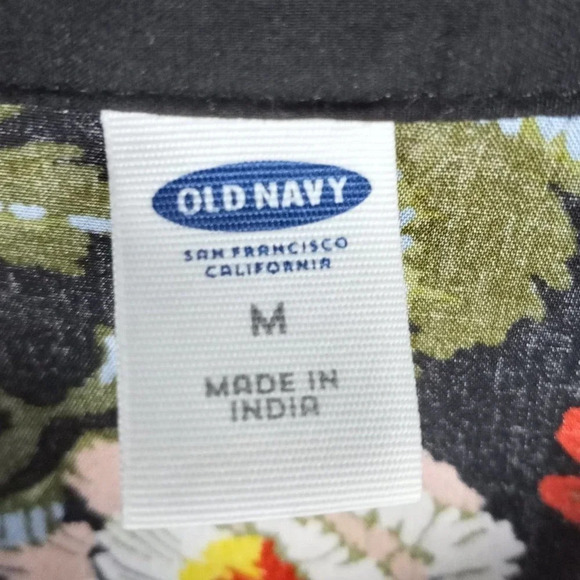 OLD NAVY
SAN FRANCISCO
CALIFORNIA
M
MADE IN
INDIA